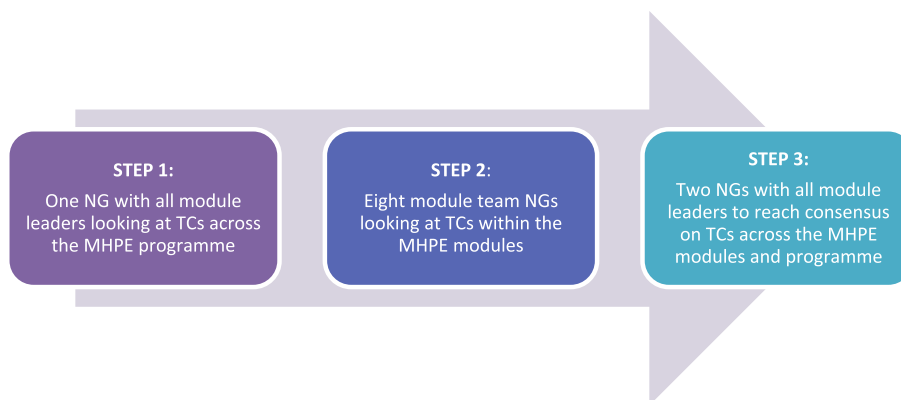 STEP 1:
One NG with all module
leaders looking at TCs across
the MHPE programme
STEP 2:
Eight module team NGs
looking at TCs within the
MHPE modules
STEP 3:
Two NGs with all module
leaders to reach consensus
on TCs across the MHPE
modules and programme